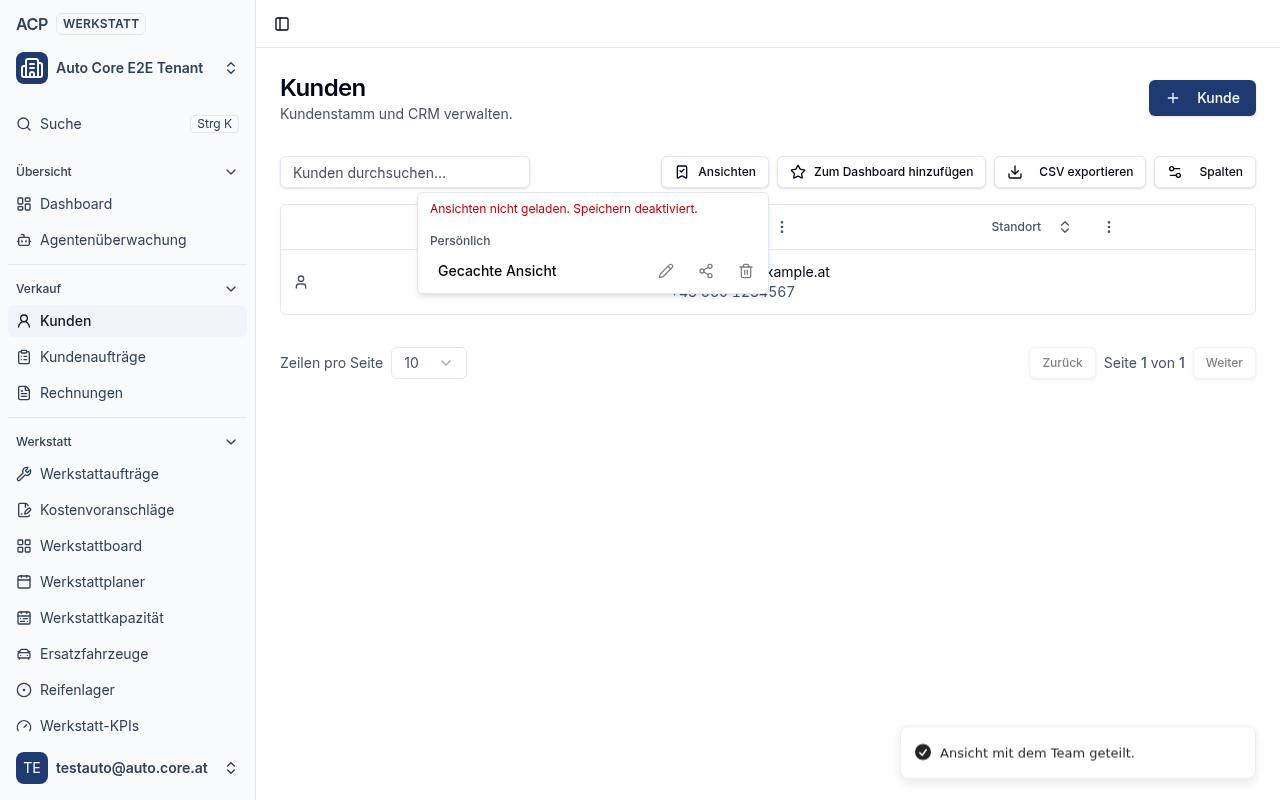 ACP WERKSTATT
Auto Core E2E Tenant
Suche Strg K
Übersicht
Dashboard
Agentenüberwachung
Verkauf
Kunden
Kundenaufträge
Rechnungen
Werkstatt
Werkstattaufträge
Kostenvoranschläge
Werkstattboard
Werkstattplaner
Werkstattkapazität
Ersatzfahrzeuge
Reifenlager
Werkstatt-KPIs
TE testauto@auto.core.at
Kunden
Kundenstamm und CRM verwalten.
Kunde
Kunden durchsuchen...
Ansichten
Zum Dashboard hinzufügen
CSV exportieren
Spalten
Ansichten nicht geladen. Speichern deaktiviert.
Persönlich
Gecachte Ansicht
Standort
xample.at
4567
Zeilen pro Seite 10
Zurück Seite 1 von 1 Weiter
Ansicht mit dem Team geteilt.